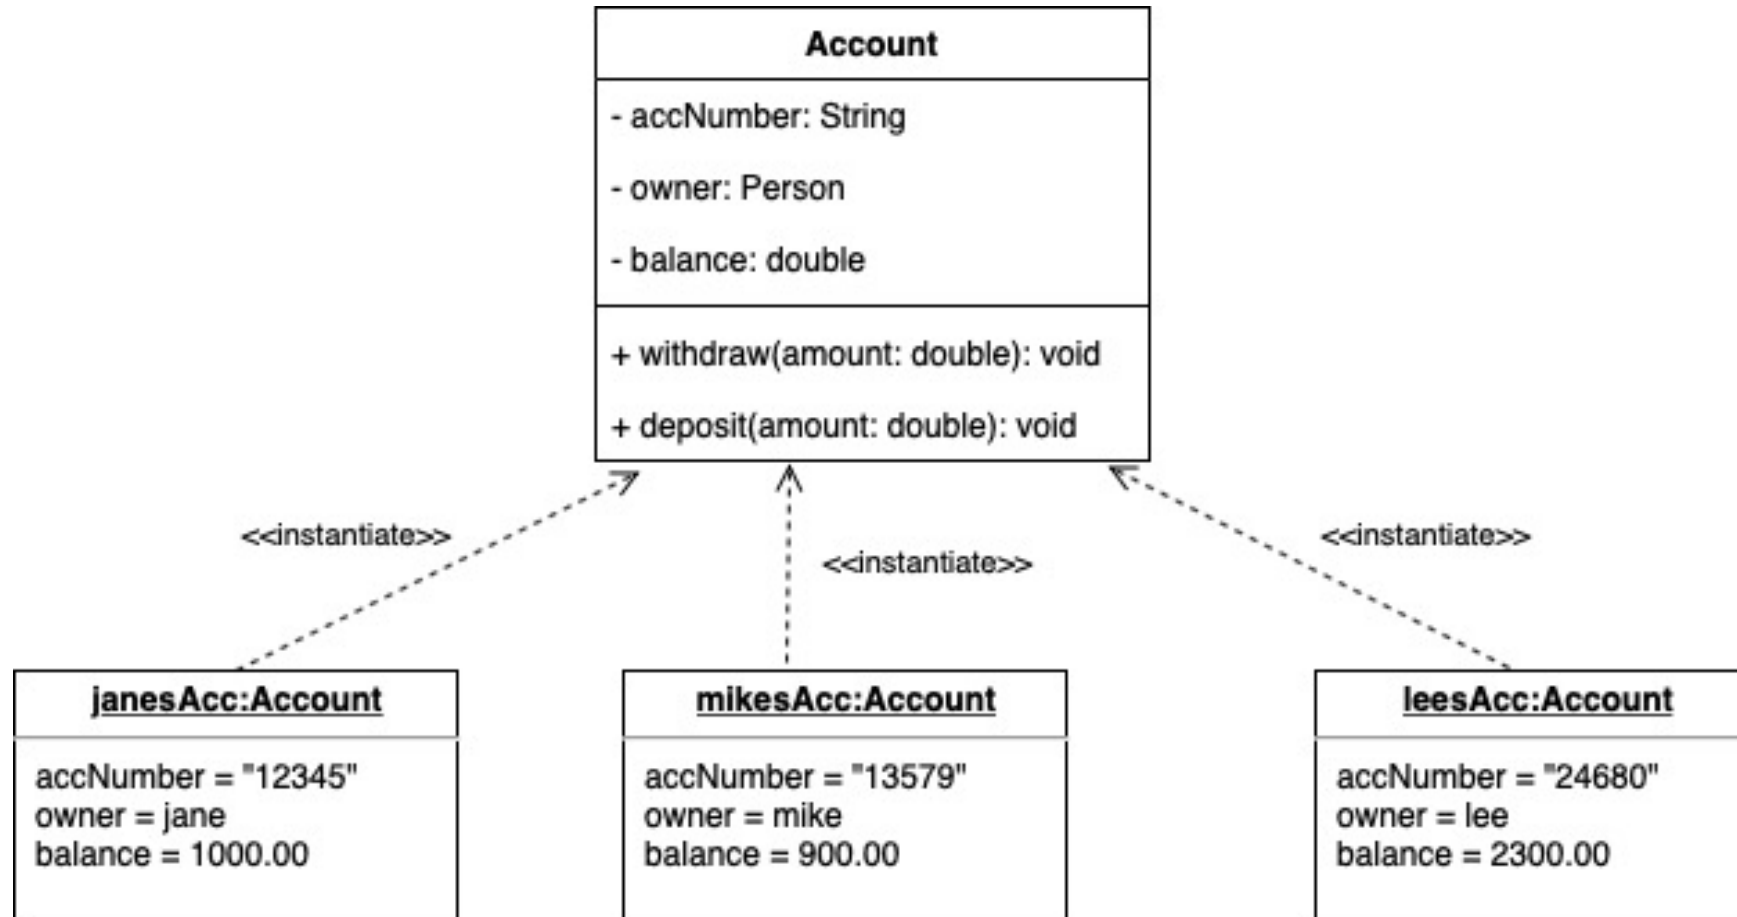 Account
- accNumber: String
- owner: Person
- balance: double
+ withdraw(amount: double): void
+ deposit(amount: double): void
<<instantiate>>
<<instantiate>>
<<instantiate>>
janesAcc:Account
accNumber = "12345"
owner = jane
balance = 1000.00
mikesAcc:Account
accNumber = "13579"
owner = mike
balance = 900.00
leesAcc:Account
accNumber = "24680"
owner = lee
balance = 2300.00